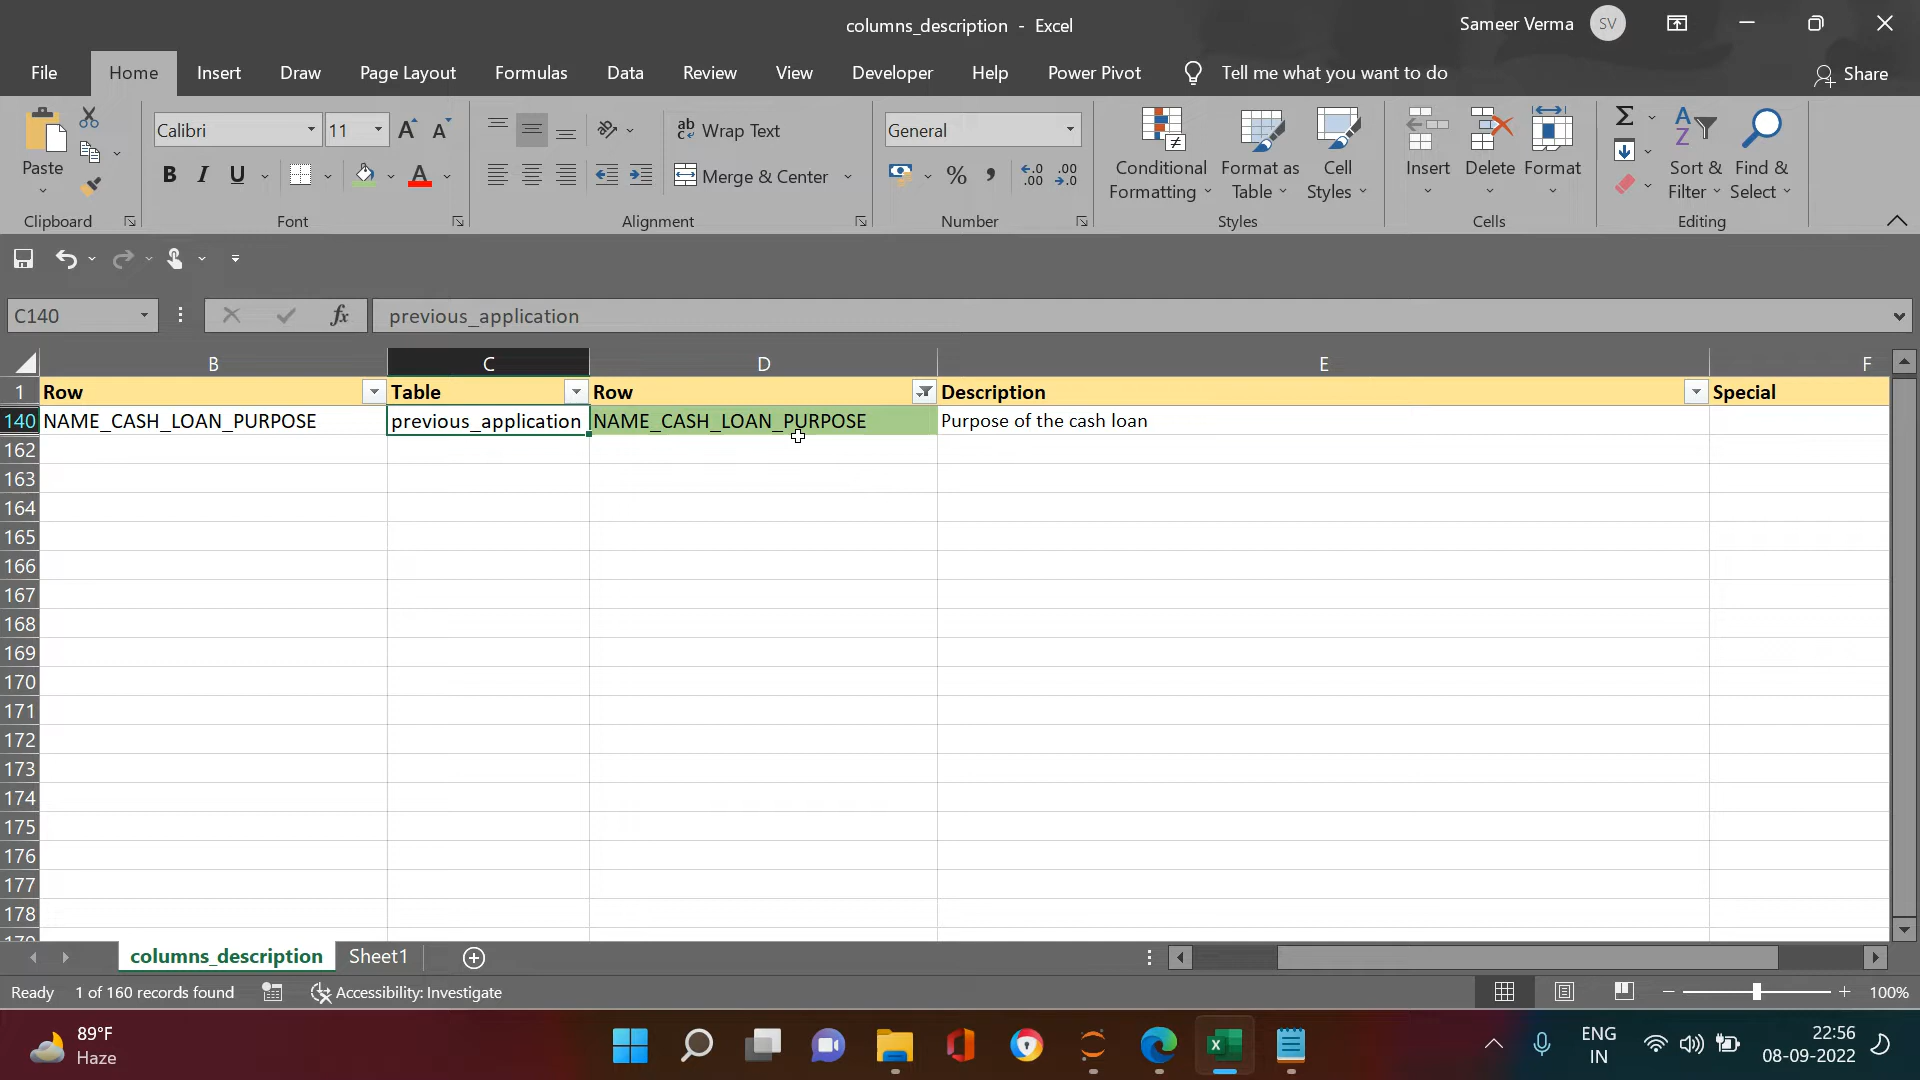 columns_description - Excel
Sameer Verma SV
File Home Insert Draw Page Layout Formulas Data Review View Developer Help Power Pivot Tell me what you want to do Share
Paste
Clipboard
Calibri 11
B I U
Font
Wrap Text
Merge & Center
Alignment
General
Number
Conditional Formatting
Format as Table
Cell Styles
Styles
Insert Delete Format
Cells
Sort & Filter
Find & Select
Editing
C140 fx previous_application
B C D E F
1 Row Table Row Description Special
140 NAME_CASH_LOAN_PURPOSE previous_application NAME_CASH_LOAN_PURPOSE Purpose of the cash loan
162
163
164
165
166
167
168
169
170
171
172
173
174
175
176
177
178
columns_description Sheet1
Ready 1 of 160 records found Accessibility: Investigate 100%
89°F
Haze
ENG
IN
22:56
08-09-2022